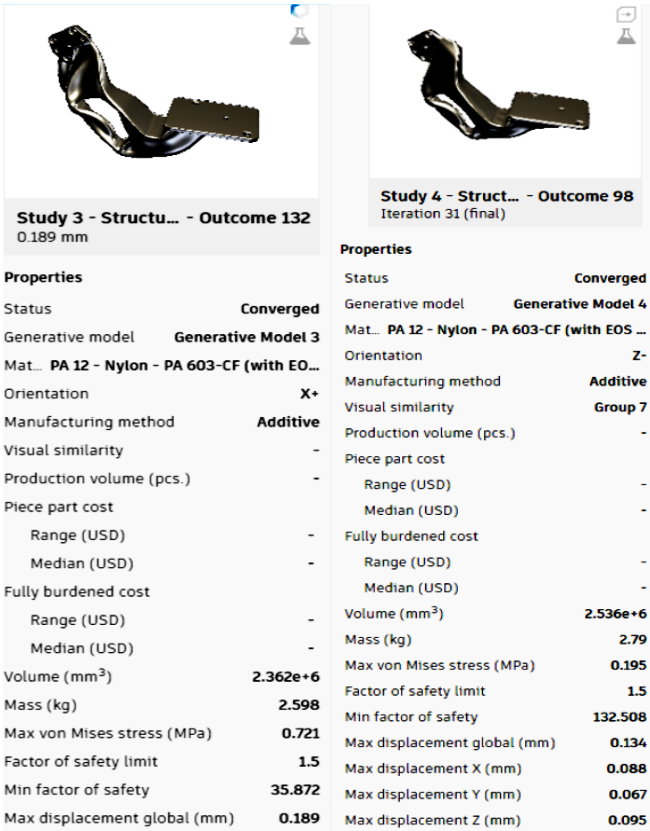 Study 3 - Structu... - Outcome 132
0.189 mm
Properties
Status Converged
Generative model Generative Model 3
Mat... PA 12 - Nylon - PA 603-CF (with EO...
Orientation X+
Manufacturing method Additive
Visual similarity -
Production volume (pcs.) -
Piece part cost
Range (USD) -
Median (USD) -
Fully burdened cost
Range (USD) -
Median (USD) -
Volume (mm³) 2.362e+6
Mass (kg) 2.598
Max von Mises stress (MPa) 0.721
Factor of safety limit 1.5
Min factor of safety 35.872
Max displacement global (mm) 0.189
Study 4 - Struct... - Outcome 98
Iteration 31 (final)
Properties
Status Converged
Generative model Generative Model 4
Mat... PA 12 - Nylon - PA 603-CF (with EOS ...
Orientation Z-
Manufacturing method Additive
Visual similarity Group 7
Production volume (pcs.) -
Piece part cost
Range (USD) -
Median (USD) -
Fully burdened cost
Range (USD) -
Median (USD) -
Volume (mm³) 2.536e+6
Mass (kg) 2.79
Max von Mises stress (MPa) 0.195
Factor of safety limit 1.5
Min factor of safety 132.508
Max displacement global (mm) 0.134
Max displacement X (mm) 0.088
Max displacement Y (mm) 0.067
Max displacement Z (mm) 0.095